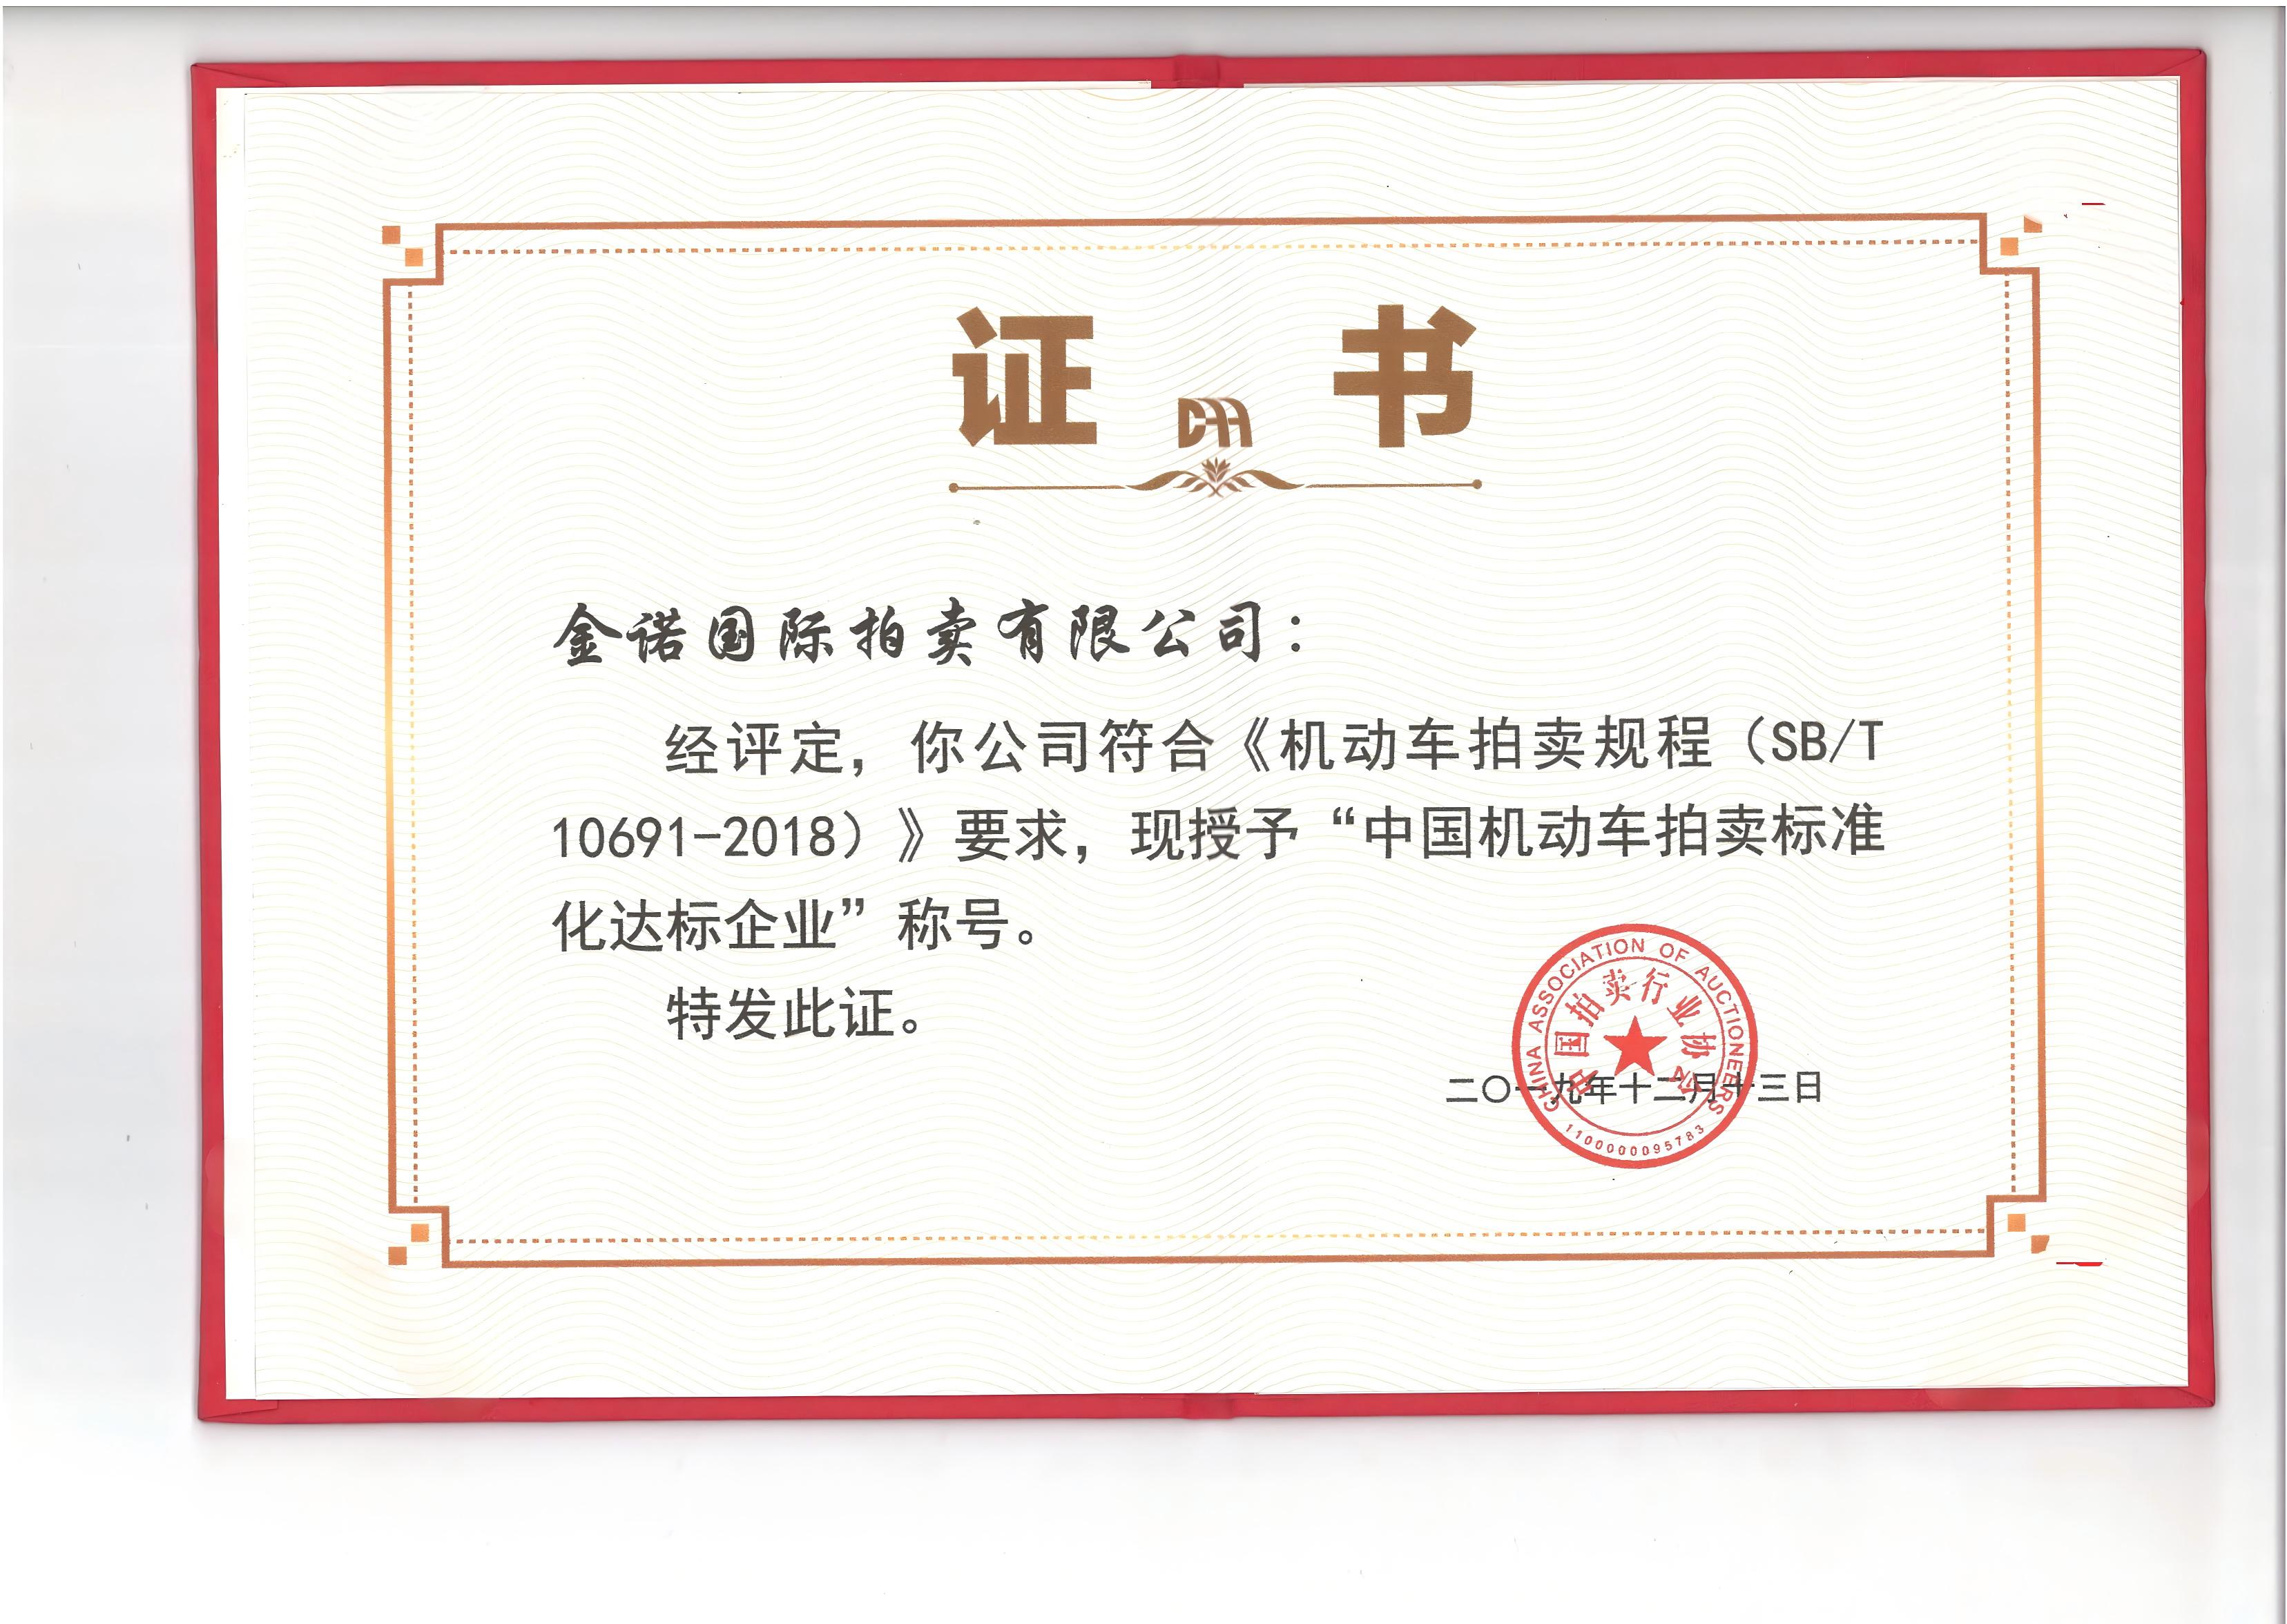 证 书
金诺国际拍卖有限公司：
经评定，你公司符合《机动车拍卖规程（SB/T
10691-2018）》要求，现授予“中国机动车拍卖标准
化达标企业”称号。
特发此证。
CHINA ASSOCIATION OF AUCTIONEERS
中国拍卖行业协会
二〇一九年十二月十三日
1100000095783